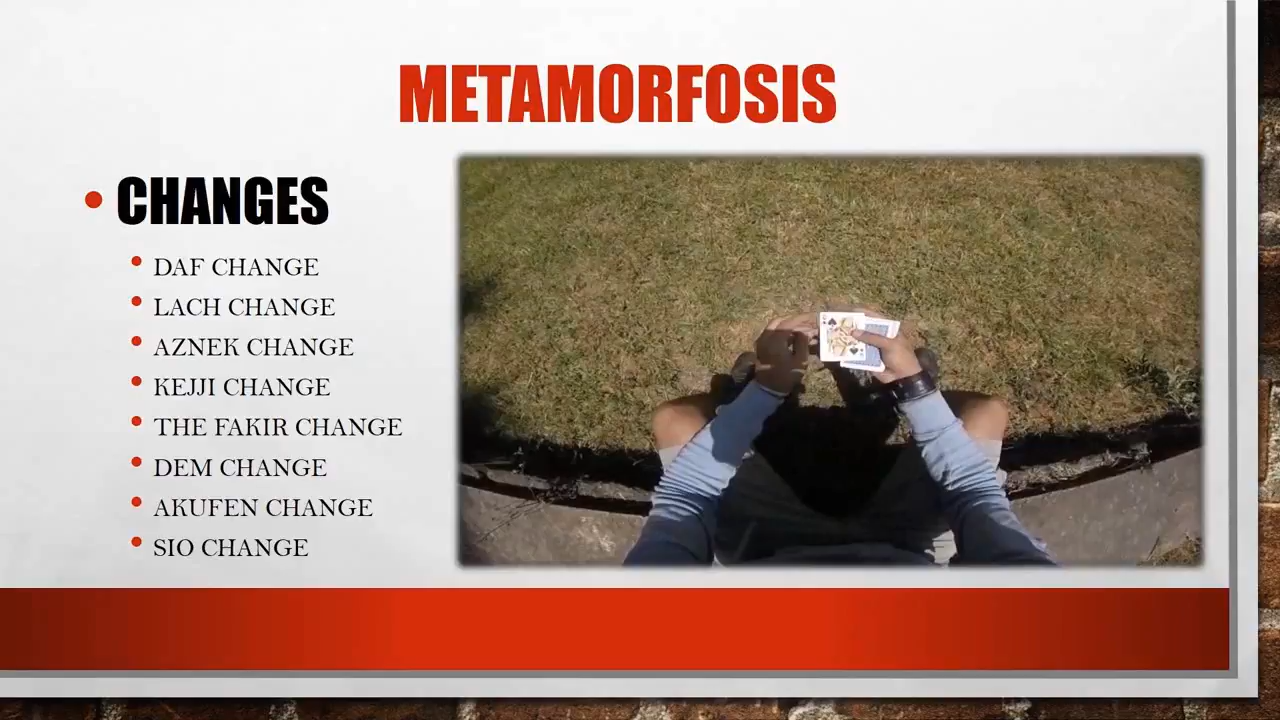 METAMORFOSIS
CHANGES
DAF CHANGE
LACH CHANGE
AZNEK CHANGE
KEJJI CHANGE
THE FAKIR CHANGE
DEM CHANGE
AKUFEN CHANGE
SIO CHANGE